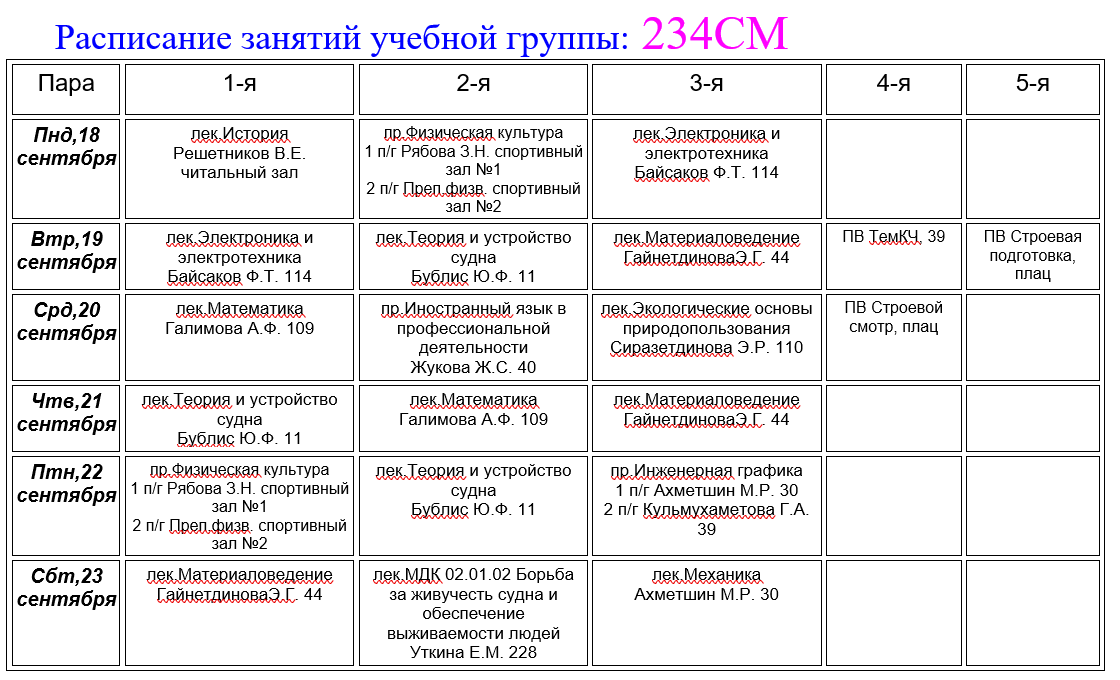 Расписание занятий учебной группы: 234СМ
Пара
1-я
2-я
3-я
4-я
5-я
Пнд,18
сентября
лек.История
Решетников В.Е.
читальный зал
пр.Физическая культура
1 п/г Рябова З.Н. спортивный
зал №1
2 п/г Преп.физв. спортивный
зал №2
лек.Электроника и
электротехника
Байсаков Ф.Т. 114
Втр,19
сентября
лек.Электроника и
электротехника
Байсаков Ф.Т. 114
лек.Теория и устройство
судна
Бублис Ю.Ф. 11
лек.Материаловедение
ГайнетдиноваЭ.Г. 44
ПВ ТемКЧ, 39
ПВ Строевая
подготовка,
плац
Срд,20
сентября
лек.Математика
Галимова А.Ф. 109
пр.Иностранный язык в
профессиональной
деятельности
Жукова Ж.С. 40
лек.Экологические основы
природопользования
Сиразетдинова Э.Р. 110
ПВ Строевой
смотр, плац
Чтв,21
сентября
лек.Теория и устройство
судна
Бублис Ю.Ф. 11
лек.Математика
Галимова А.Ф. 109
лек.Материаловедение
ГайнетдиноваЭ.Г. 44
Птн,22
сентября
пр.Физическая культура
1 п/г Рябова З.Н. спортивный
зал №1
2 п/г Преп.физв. спортивный
зал №2
лек.Теория и устройство
судна
Бублис Ю.Ф. 11
пр.Инженерная графика
1 п/г Ахметшин М.Р. 30
2 п/г Кульмухаметова Г.А.
39
Сбт,23
сентября
лек.Материаловедение
ГайнетдиноваЭ.Г. 44
лек.МДК 02.01.02 Борьба
за живучесть судна и
обеспечение
выживаемости людей
Уткина Е.М. 228
лек.Механика
Ахметшин М.Р. 30